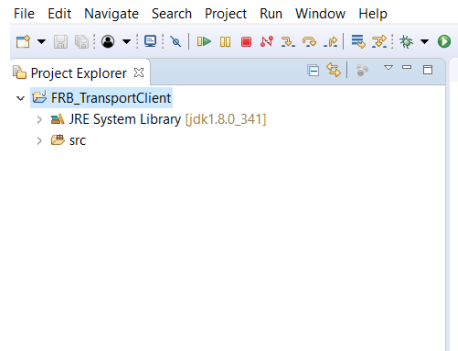 File Edit Navigate Search Project Run Window Help
Project Explorer
FRB_TransportClient
JRE System Library [jdk1.8.0_341]
src